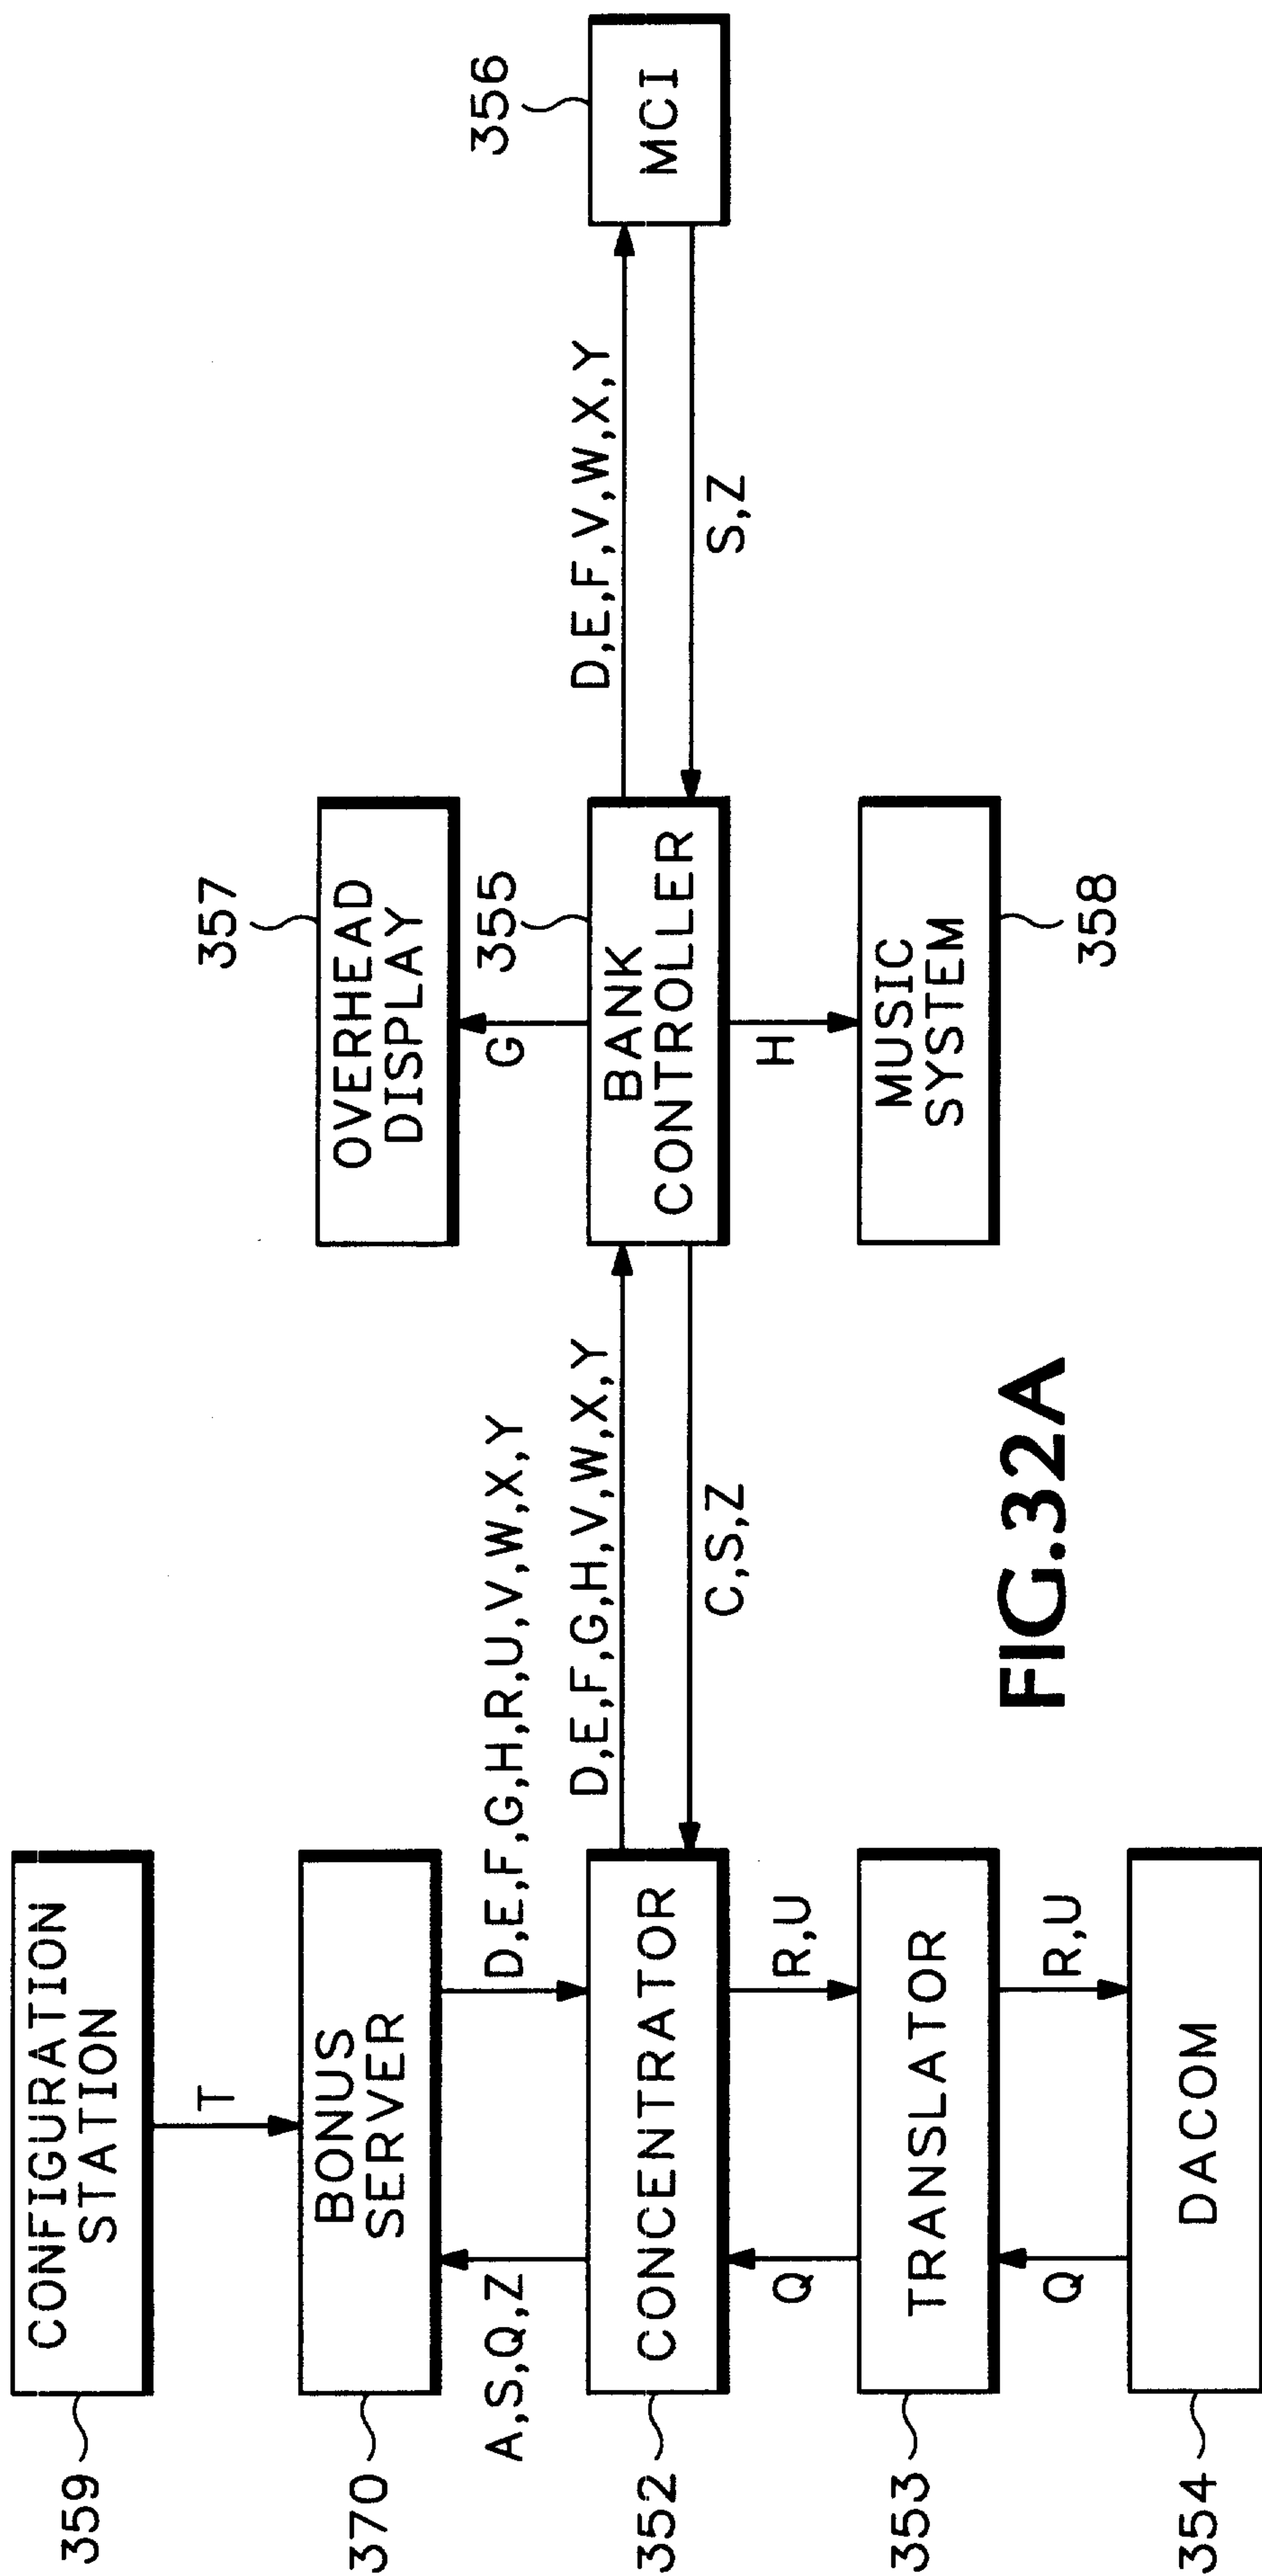 CONFIGURATION
STATION
359
T
BONUS
SERVER
370
A,S,Q,Z
D,E,F,G,H,R,U,V,W,X,Y
CONCENTRATOR
352
D,E,F,G,H,V,W,X,Y
C,S,Z
Q
R,U
TRANSLATOR
353
Q
R,U
DACOM
354
OVERHEAD
DISPLAY
357
G
355
BANK
CONTROLLER
H
MUSIC
SYSTEM
358
D,E,F,V,W,X,Y
S,Z
MCI
356
FIG.32A